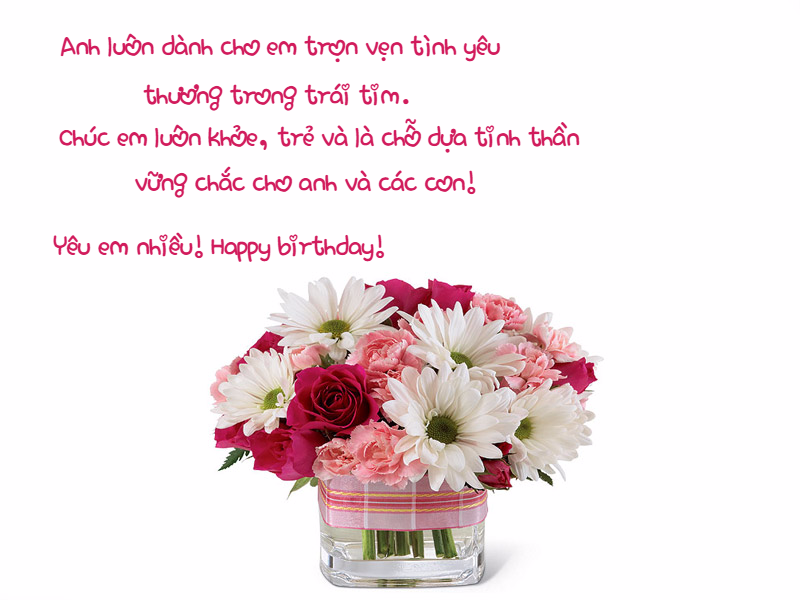 Anh luôn dành cho em trọn vẹn tình yêu
thương trong trái tim.
Chúc em luôn khỏe, trẻ và là chỗ dựa tinh thần
vững chắc cho anh và các con!
Yêu em nhiều! Happy birthday!